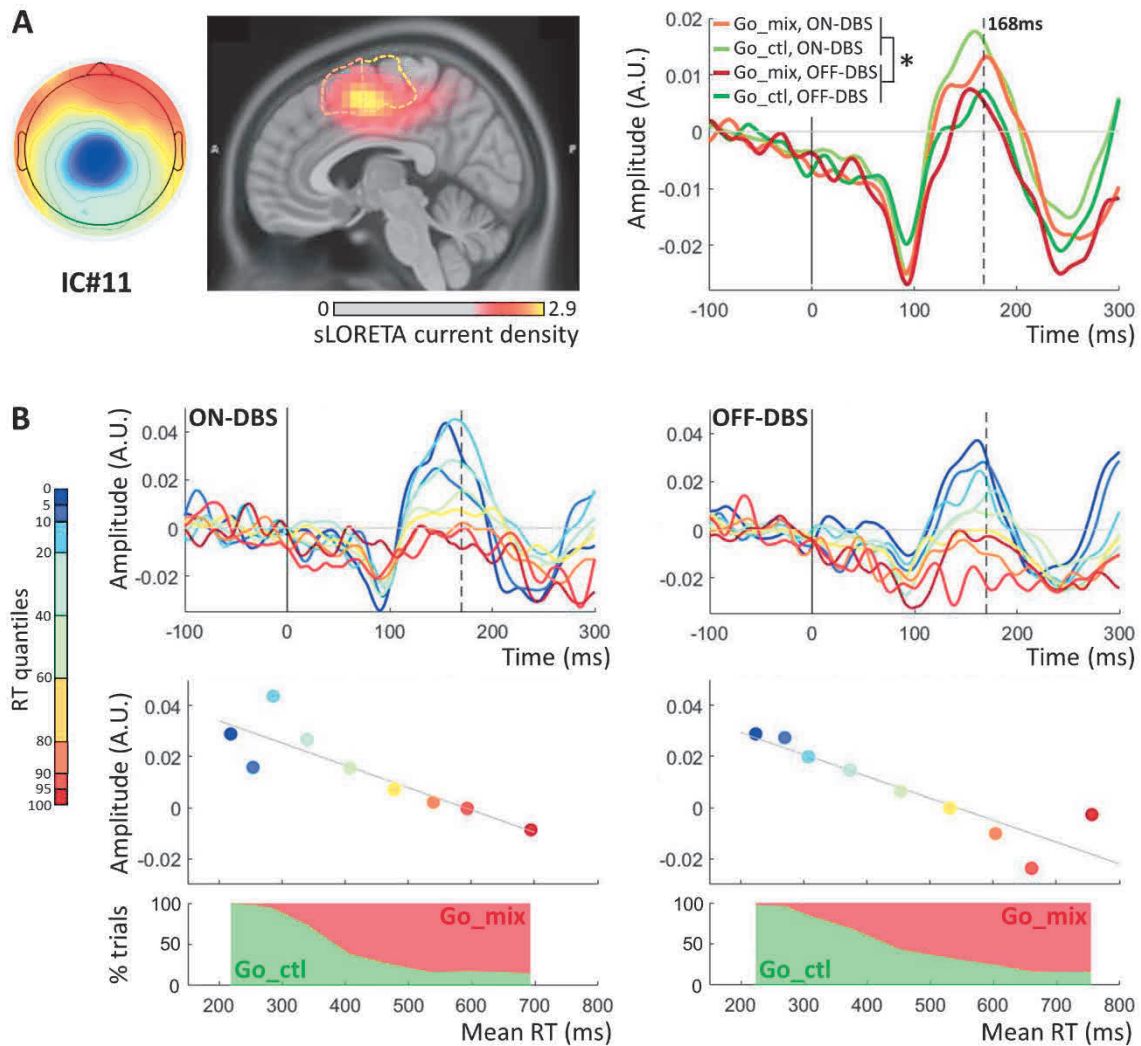 A
IC#11
A
P
0
2.9
sLORETA current density
Amplitude (A.U.)
0.02
0.01
0
-0.01
-0.02
Go_mix, ON-DBS
Go_ctl, ON-DBS
Go_mix, OFF-DBS
Go_ctl, OFF-DBS
*
168ms
-100
0
100
200
300
Time (ms)
B
RT quantiles
0
5
10
20
40
60
80
90
95
100
ON-DBS
Amplitude (A.U.)
0.04
0.02
0
-0.02
-100
0
100
200
300
Time (ms)
OFF-DBS
Amplitude (A.U.)
0.04
0.02
0
-0.02
-100
0
100
200
300
Time (ms)
Amplitude (A.U.)
0.04
0.02
0
-0.02
0.04
0.02
0
-0.02
% trials
100
50
0
Go_mix
Go_ctl
200
300
400
500
600
700
800
Mean RT (ms)
100
50
0
Go_mix
Go_ctl
200
300
400
500
600
700
800
Mean RT (ms)